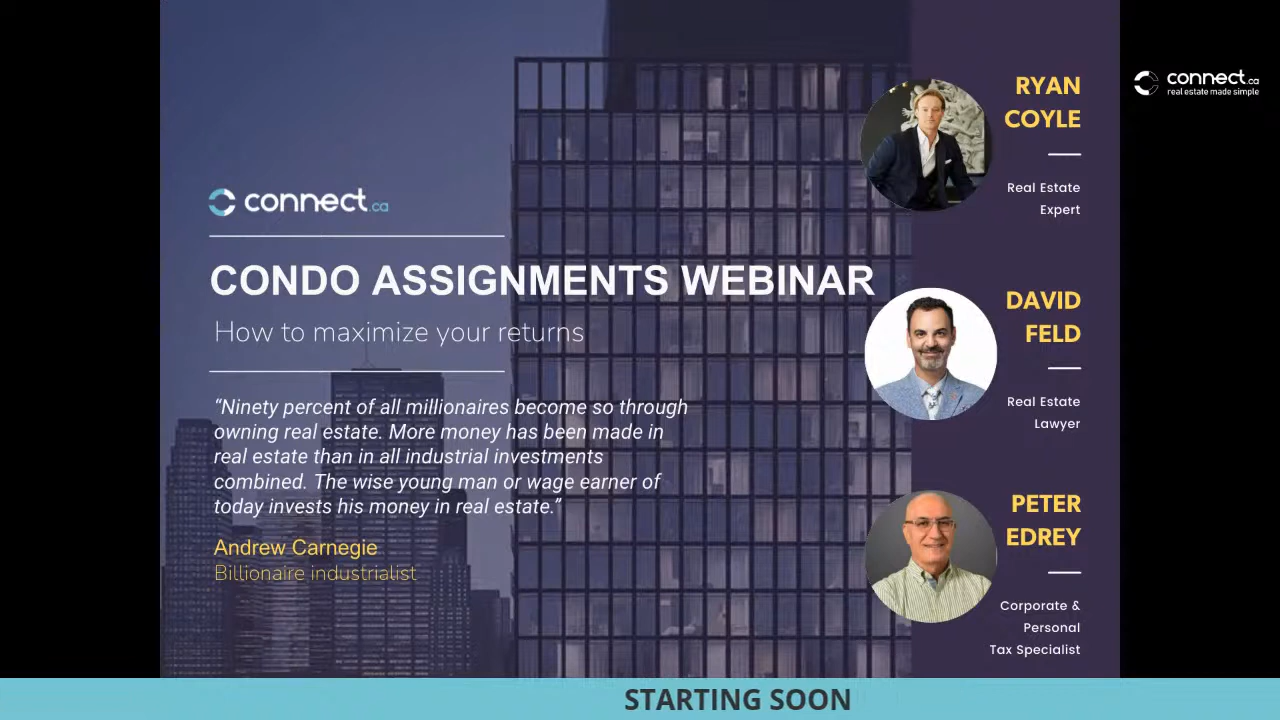 connect.ca
CONDO ASSIGNMENTS WEBINAR
How to maximize your returns
“Ninety percent of all millionaires become so through
owning real estate. More money has been made in
real estate than in all industrial investments
combined. The wise young man or wage earner of
today invests his money in real estate.”
Andrew Carnegie
Billionaire industrialist
RYAN
COYLE
Real Estate
Expert
DAVID
FELD
Real Estate
Lawyer
PETER
EDREY
Corporate &
Personal
Tax Specialist
connect.ca
real estate made simple
STARTING SOON